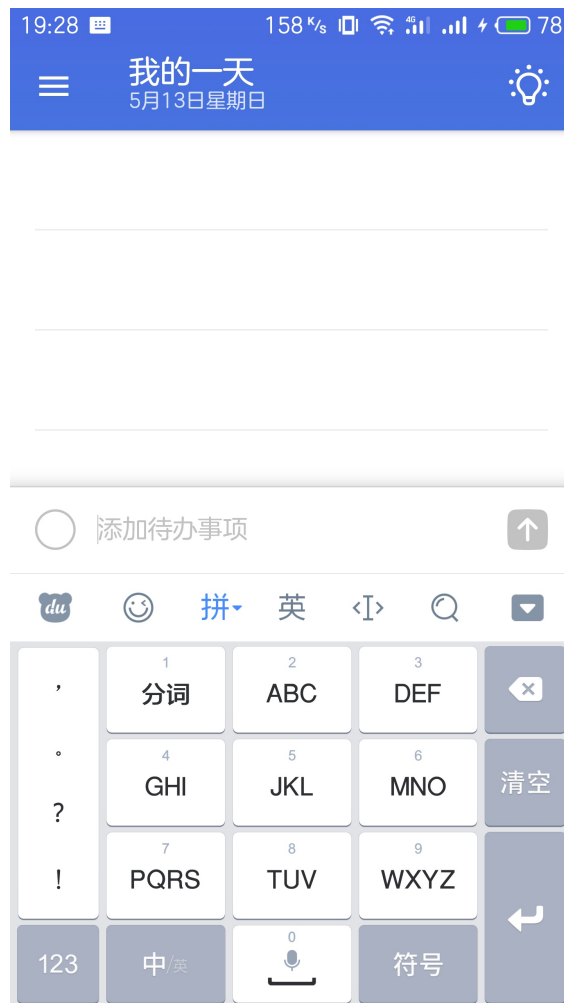 19:28 158 K/s 4G 78
我的一天
5月13日星期日
添加待办事项
du 拼 英
, 1 2 3
分词 ABC DEF
。 4 5 6
GHI JKL MNO 清空
?
7 8 9
! PQRS TUV WXYZ
0
123 中/英 符号